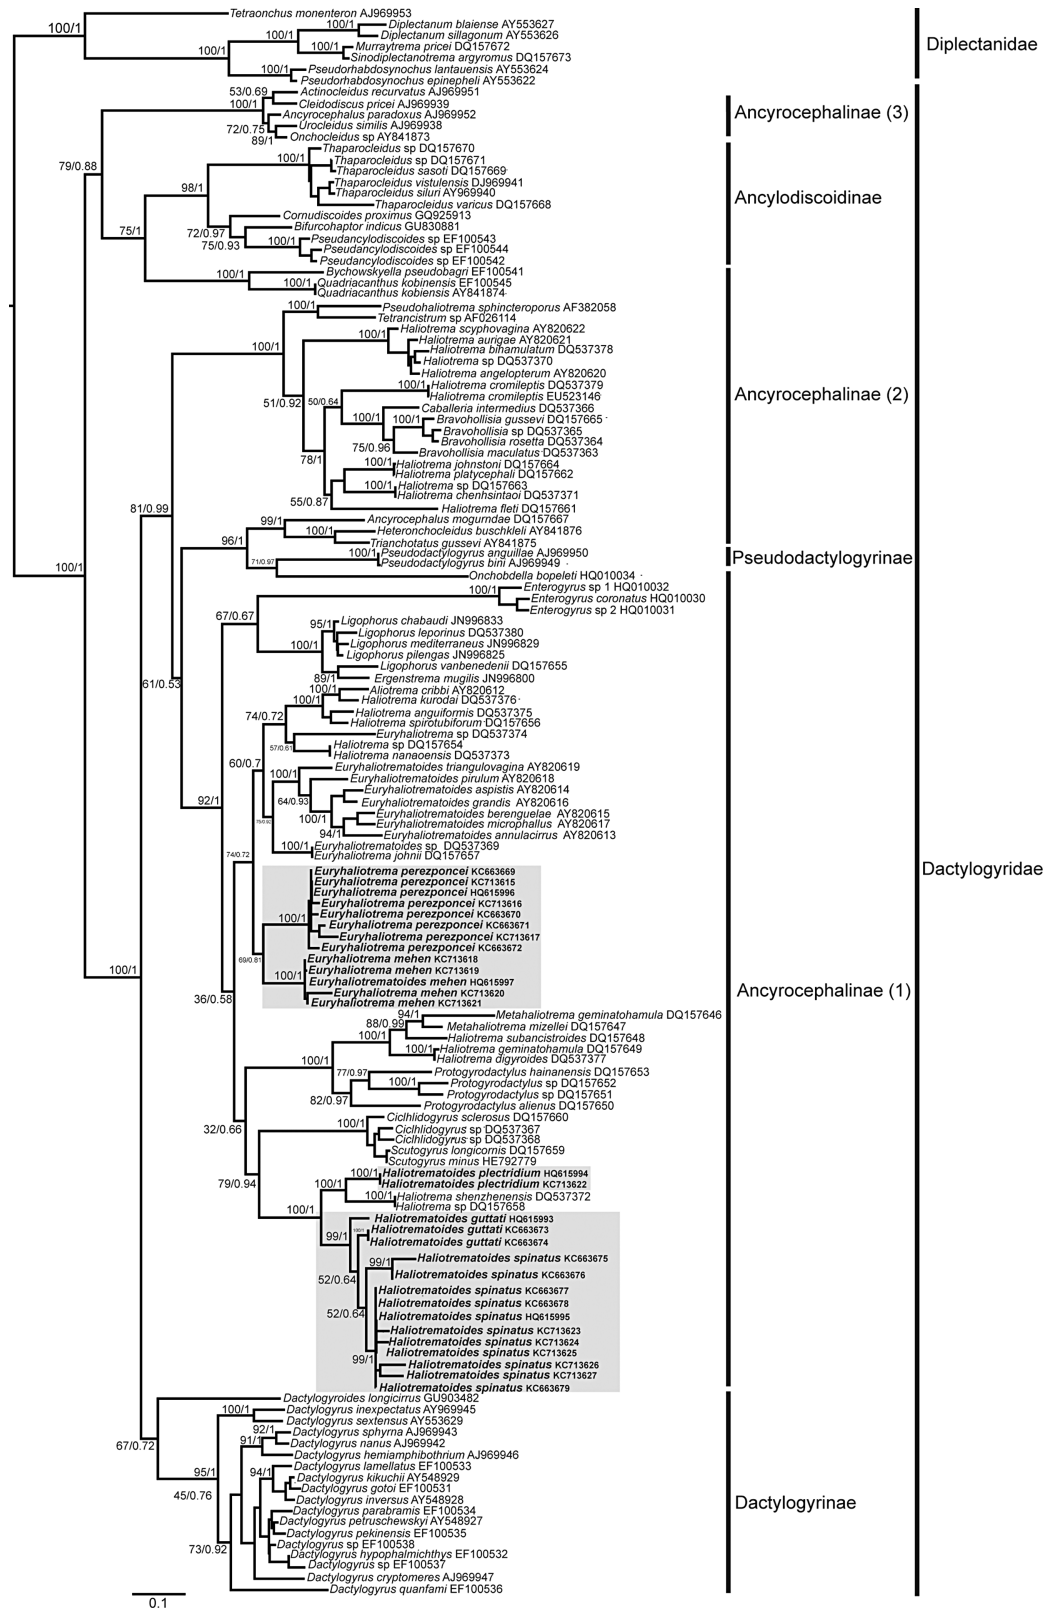 Tetraonchus monenteron AJ969953
100/1
Diplectanum blaiense AY553627
100/1
Diplectanum sillagonum AY553626
100/1
Diplectanidae
Murraytrema pricei DQ157672
100/1
100/1
Sinodiplectanotrema argyromus DQ157673
Pseudorhabdosynochus lantauensis AY553624
100/1
Pseudorhabdosynochus epinepheli AY553622
Actinocleidus recurvatus AJ969951
53/0.69
Cleidodiscus pricei AJ969939
100/1
Ancyrocephalus paradoxus AJ969952
Ancyrocephalinae (3)
Urocleidus similis AJ969938
72/0.75
Onchocleidus sp AY841873
89/1
Thaparocleidus sp DQ157670
100/1
Thaparocleidus sp DQ157671
79/0.88
Thaparocleidus sasoti DQ157669
Thaparocleidus vistulensis DJ969941
98/1
Thaparocleidus siluri AY969940
Ancylodiscoidinae
Thaparocleidus varicus DQ157668
Cornudiscoides proximus GQ925913
Bifurcohaptor indicus GU830881
72/0.97
75/1
Pseudancylodiscoides sp EF100543
75/0.93
100/1
Pseudancylodiscoides sp EF100544
Pseudancylodiscoides sp EF100542
Bychowskyella pseudobagri EF100541
100/1
Quadriacanthus kobinensis EF100545
100/1
Quadriacanthus kobiensis AY841874
Pseudohaliotrema sphincteroporus AF382058
100/1
Tetrancistrum sp AF026114
Haliotrema scyphovagina AY820622
100/1
Haliotrema aurigae AY820621
100/1
Haliotrema bihamulatum DQ537378
Haliotrema sp DQ537370
Haliotrema angelopterum AY820620
Haliotrema cromileptis DQ537379
100/1
Ancyrocephalinae (2)
Haliotrema cromileptis EU523146
51/0.92
50/0.64
Caballeria intermedius DQ537366
100/1
Bravohollisia gussevi DQ157665
100/1
Bravohollisia sp DQ537365
Bravohollisia rosetta DQ537364
75/0.96
Bravohollisia maculatus DQ537363
78/1
Haliotrema johnstoni DQ157664
100/1
Haliotrema platycephali DQ157662
Haliotrema sp DQ157663
100/1
Haliotrema chenhsintaoi DQ537371
55/0.87
Haliotrema fleti DQ157661
81/0.99
Ancyrocephalus mogurndae DQ157667
99/1
Heteronchocleidus buschkleli AY841876
100/1
96/1
Trianchotatus gussevi AY841875
Pseudodactylogyrus anguillae AJ969950
100/1
Pseudodactylogyrinae
71/0.97
Pseudodactylogyrus bini AJ969949
100/1
Onchobdella bopeleti HQ010034
Enterogyrus sp 1 HQ010032
100/1
Enterogyrus coronatus HQ010030
Enterogyrus sp 2 HQ010031
67/0.67
Ligophorus chabaudi JN996833
95/1
Ligophorus leporinus DQ537380
Ligophorus mediterraneus JN996829
100/1
Ligophorus pilengas JN996825
Ligophorus vanbenedenii DQ157655
89/1
Ergenstrema mugilis JN996800
61/0.53
Aliotrema cribbi AY820612
100/1
Haliotrema kurodai DQ537376
100/1
Haliotrema anguiformis DQ537375
74/0.72
Haliotrema spirotubiforum DQ157656
Euryhaliotrema sp DQ537374
57/0.61
Haliotrema sp DQ157654
Haliotrema nanaoensis DQ537373
60/0.7
Euryhaliotrematoides triangulovagina AY820619
100/1
Euryhaliotrematoides pirulum AY820618
Euryhaliotrematoides aspistis AY820614
92/1
64/0.93
Euryhaliotrematoides grandis AY820616
Euryhaliotrematoides berenguelae AY820615
100/1
Euryhaliotrematoides microphallus AY820617
94/1
Euryhaliotrematoides annulacirrus AY820613
Euryhaliotrematoides sp DQ537369
100/1
Euryhaliotrema johnii DQ157657
74/0.72
Dactylogyridae
Euryhaliotrema perezponcei KC663669
Euryhaliotrema perezponcei KC713615
Euryhaliotrema perezponcei HQ615996
Euryhaliotrema perezponcei KC713616
Euryhaliotrema perezponcei KC663670
100/1
Euryhaliotrema perezponcei KC663671
Euryhaliotrema perezponcei KC713617
Euryhaliotrema perezponcei KC663672
69/0.81
Euryhaliotrema mehen KC713618
100/1
Euryhaliotrema mehen KC713619
100/1
Euryhaliotrematoides mehen HQ615997
Euryhaliotrema mehen KC713620
Ancyrocephalinae (1)
36/0.58
Euryhaliotrema mehen KC713621
94/1
Metahaliotrema geminatohamula DQ157646
88/0.99
Metahaliotrema mizellei DQ157647
100/1
Haliotrema subancistroides DQ157648
100/1
Haliotrema geminatohamula DQ157649
Haliotrema digyroides DQ537377
100/1
Protogyrodactylus hainanensis DQ157653
77/0.97
100/1
Protogyrodactylus sp DQ157652
Protogyrodactylus sp DQ157651
82/0.97
Protogyrodactylus alienus DQ157650
Ciclhlidogyrus sclerosus DQ157660
100/1
Ciclhlidogyrus sp DQ537367
32/0.66
Ciclhlidogyrus sp DQ537368
Scutogyrus longicornis DQ157659
Scutogyrus minus HE792779
100/1
Haliotrematoides plectridium HQ615994
79/0.94
Haliotrematoides plectridium KC713622
100/1
100/1
Haliotrema shenzhenensis DQ537372
Haliotrema sp DQ157658
100/1
Haliotrematoides guttati HQ615993
100/1
Haliotrematoides guttati KC663673
99/1
Haliotrematoides guttati KC663674
Haliotrematoides spinatus KC663675
99/1
52/0.64
Haliotrematoides spinatus KC663676
Haliotrematoides spinatus KC663677
Haliotrematoides spinatus KC663678
52/0.64
Haliotrematoides spinatus HQ615995
Haliotrematoides spinatus KC713623
Haliotrematoides spinatus KC713624
Haliotrematoides spinatus KC713625
99/1
Haliotrematoides spinatus KC713626
Haliotrematoides spinatus KC713627
Haliotrematoides spinatus KC663679
Dactylogyroides longicirrus GU903482
Dactylogyrus inexpectatus AY969945
100/1
Dactylogyrus sextensus AY553629
92/1
Dactylogyrus sphyrna AJ969943
91/1
Dactylogyrus nanus AJ969942
67/0.72
Dactylogyrus hemiamphibothrium AJ969946
Dactylogyrus lamellatus EF100533
95/1
94/1
Dactylogyrus kikuchii AY548929
Dactylogyrus gotoi EF100531
45/0.76
Dactylogyrus inversus AY548928
Dactylogyrinae
Dactylogyrus parabramis EF100534
Dactylogyrus petruschewskyi AY548927
Dactylogyrus pekinensis EF100535
Dactylogyrus sp EF100538
73/0.92
Dactylogyrus hypophalmichthys EF100532
Dactylogyrus sp EF100537
Dactylogyrus cryptomeres AJ969947
Dactylogyrus quanfami EF100536
0.1